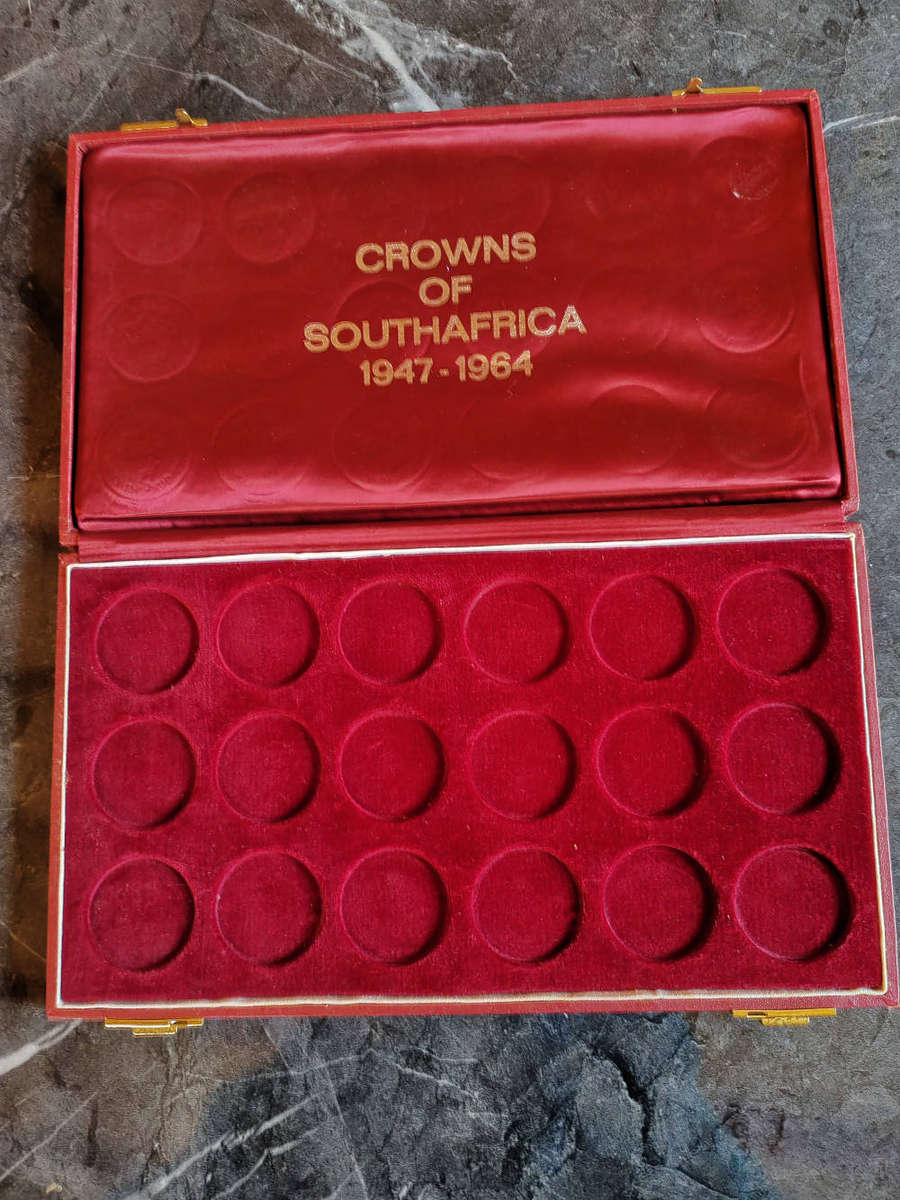 CROWNS
OF
SOUTHAFRICA
1947-1964